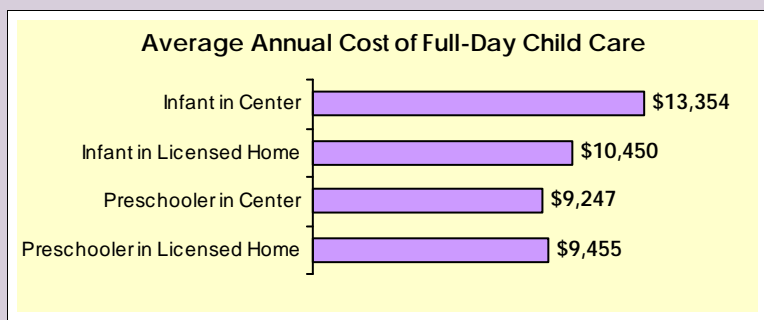 Average Annual Cost of Full-Day Child Care
Infant in Center $13,354
Infant in Licensed Home $10,450
Preschooler in Center $9,247
Preschooler in Licensed Home $9,455